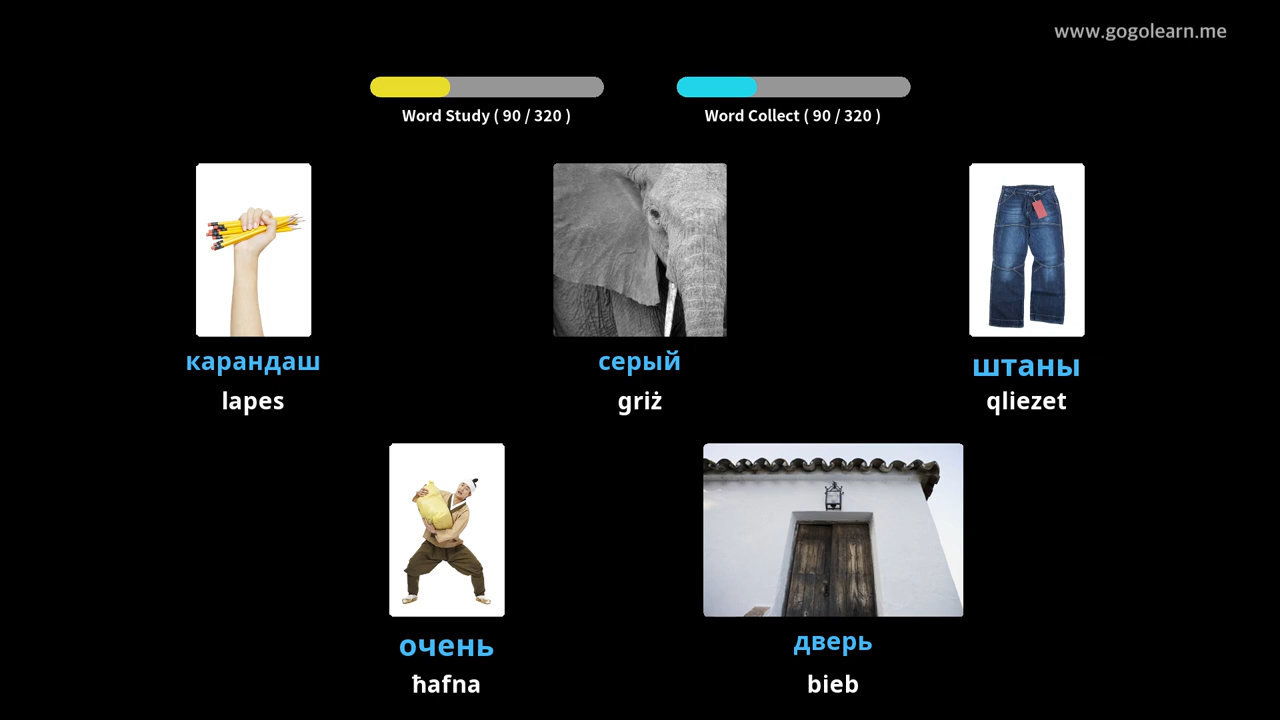 www.gogolearn.me
Word Study ( 90 / 320 )
Word Collect ( 90 / 320 )
карандаш
lapes
серый
griż
штаны
qliezet
очень
ħafna
дверь
bieb